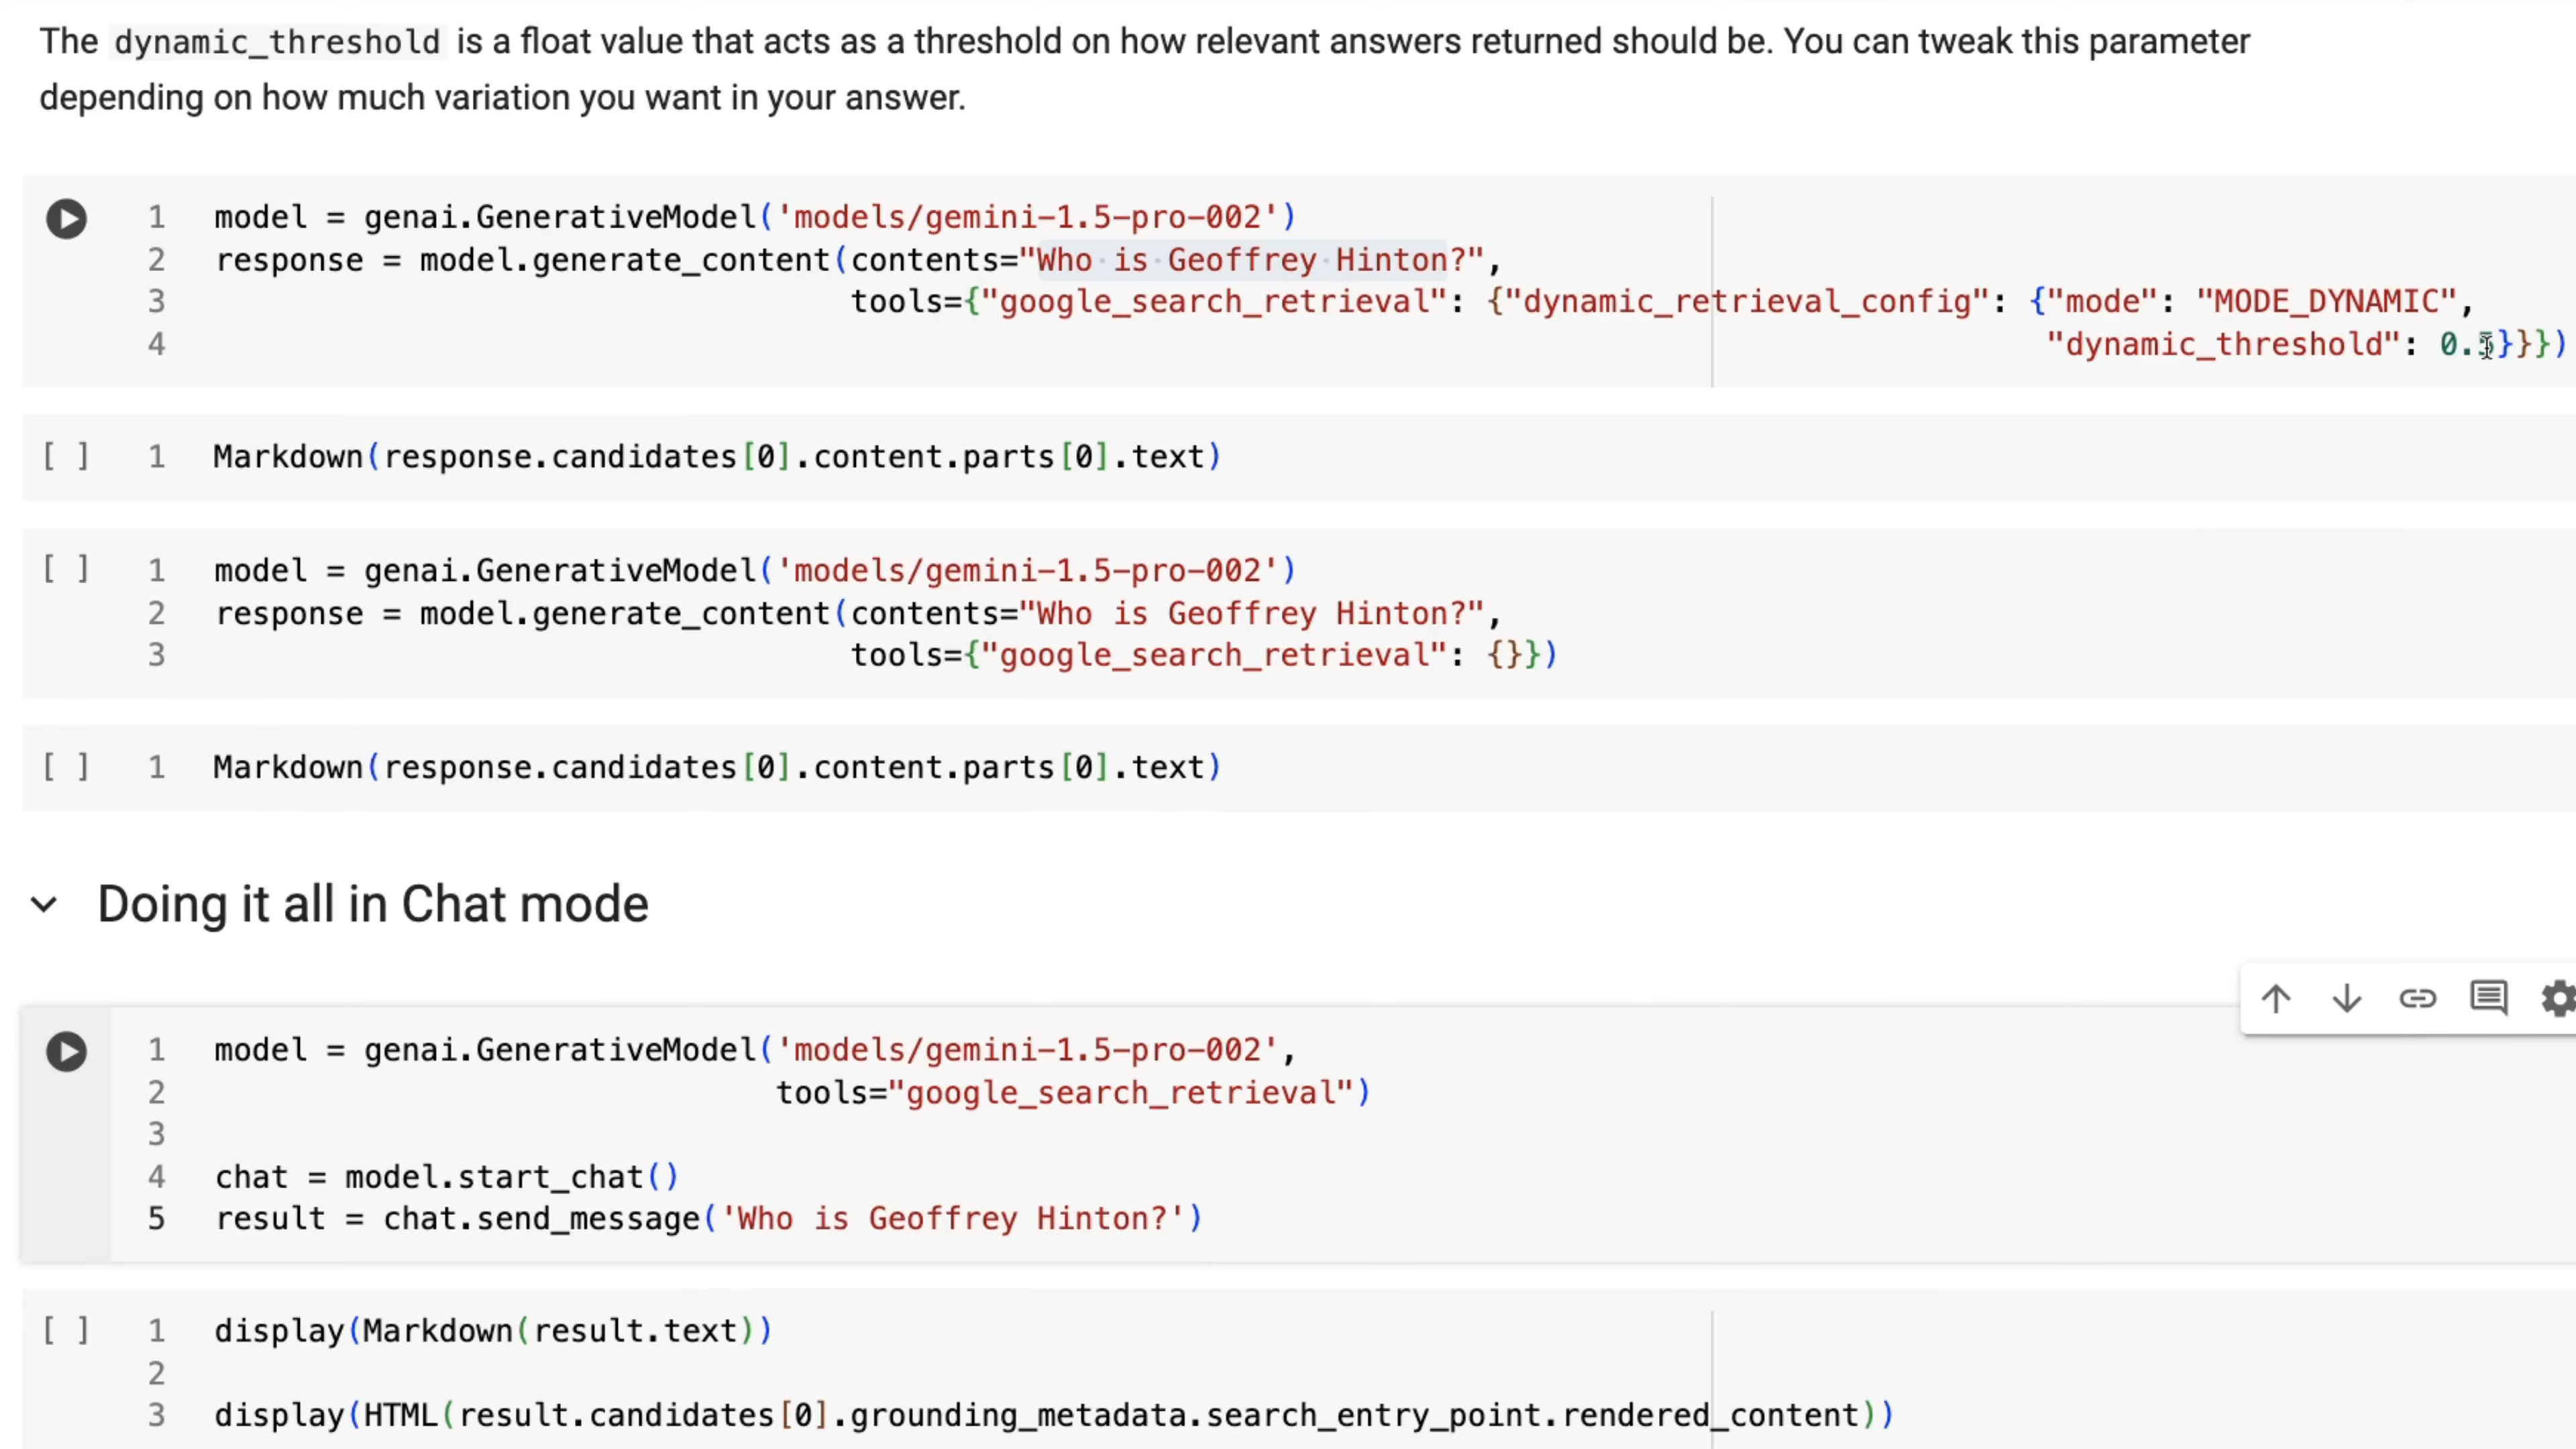 The dynamic_threshold is a float value that acts as a threshold on how relevant answers returned should be. You can tweak this parameter
depending on how much variation you want in your answer.
1 model = genai.GenerativeModel('models/gemini-1.5-pro-002')
2 response = model.generate_content(contents="Who is Geoffrey Hinton?",
3 tools={"google_search_retrieval": {"dynamic_retrieval_config": {"mode": "MODE_DYNAMIC",
4 "dynamic_threshold": 0.}}})
[ ] 1 Markdown(response.candidates[0].content.parts[0].text)
[ ] 1 model = genai.GenerativeModel('models/gemini-1.5-pro-002')
2 response = model.generate_content(contents="Who is Geoffrey Hinton?",
3 tools={"google_search_retrieval": {}})
[ ] 1 Markdown(response.candidates[0].content.parts[0].text)
Doing it all in Chat mode
1 model = genai.GenerativeModel('models/gemini-1.5-pro-002',
2 tools="google_search_retrieval")
3
4 chat = model.start_chat()
5 result = chat.send_message('Who is Geoffrey Hinton?')
[ ] 1 display(Markdown(result.text))
2
3 display(HTML(result.candidates[0].grounding_metadata.search_entry_point.rendered_content))